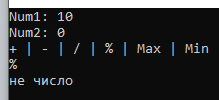 Num1: 10
Num2: 0
+ | - | / | % | Max | Min
%
не число